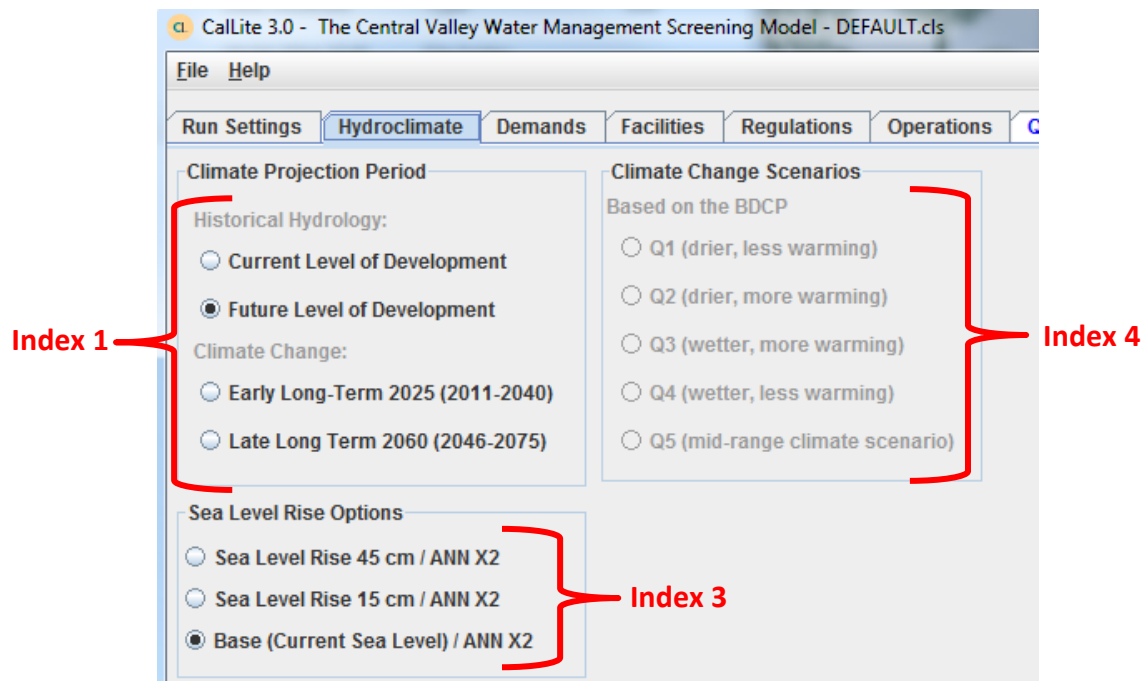 CL CalLite 3.0 - The Central Valley Water Management Screening Model - DEFAULT.cls
File Help
Run Settings Hydroclimate Demands Facilities Regulations Operations Q
Climate Projection Period
Historical Hydrology:
Current Level of Development
Future Level of Development
Climate Change:
Early Long-Term 2025 (2011-2040)
Late Long Term 2060 (2046-2075)
Index 1
Climate Change Scenarios
Based on the BDCP
Q1 (drier, less warming)
Q2 (drier, more warming)
Q3 (wetter, more warming)
Q4 (wetter, less warming)
Q5 (mid-range climate scenario)
Index 4
Sea Level Rise Options
Sea Level Rise 45 cm / ANN X2
Sea Level Rise 15 cm / ANN X2
Base (Current Sea Level) / ANN X2
Index 3